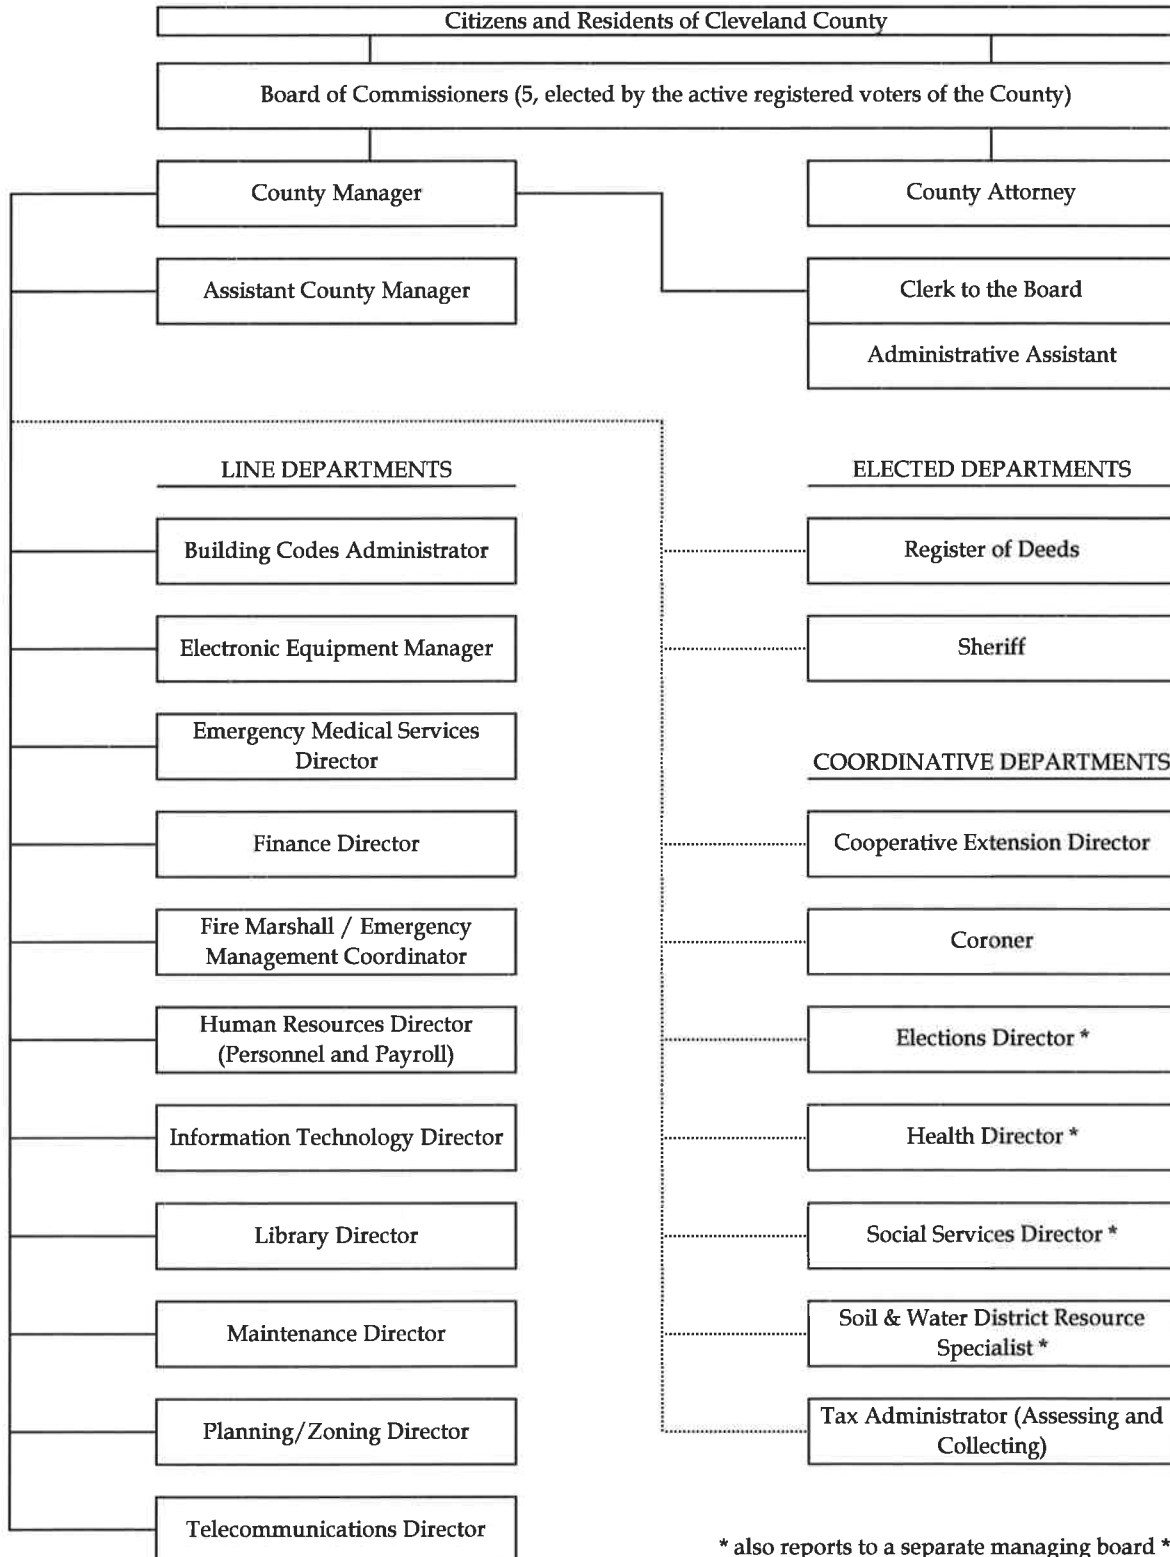 Citizens and Residents of Cleveland County
Board of Commissioners (5, elected by the active registered voters of the County)
County Manager
County Attorney
Assistant County Manager
Clerk to the Board
Administrative Assistant
LINE DEPARTMENTS
Building Codes Administrator
Electronic Equipment Manager
Emergency Medical Services
Director
Finance Director
Fire Marshall / Emergency
Management Coordinator
Human Resources Director
(Personnel and Payroll)
Information Technology Director
Library Director
Maintenance Director
Planning/Zoning Director
Telecommunications Director
ELECTED DEPARTMENTS
Register of Deeds
Sheriff
COORDINATIVE DEPARTMENTS
Cooperative Extension Director
Coroner
Elections Director *
Health Director *
Social Services Director *
Soil & Water District Resource
Specialist *
Tax Administrator (Assessing and
Collecting)
* also reports to a separate managing board *